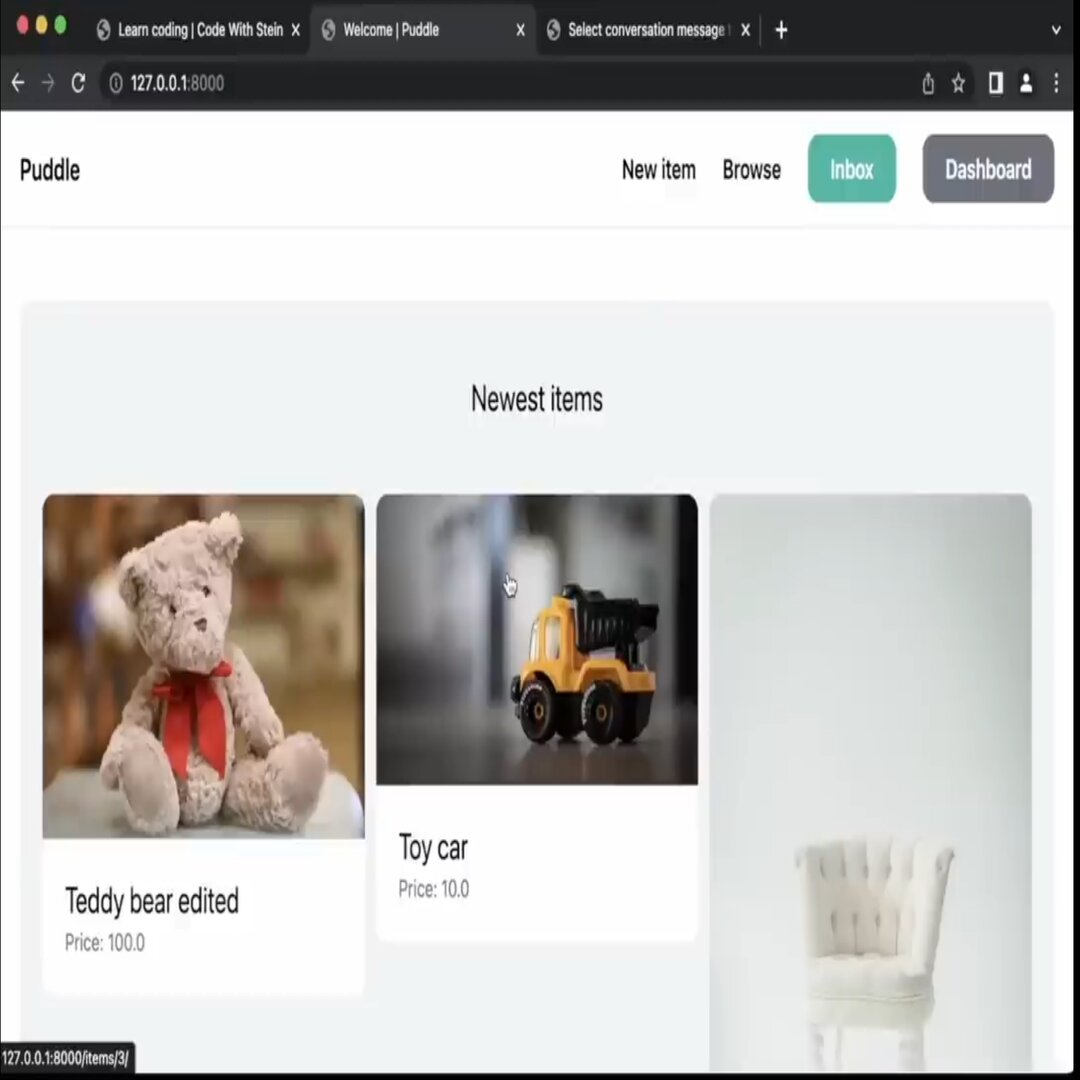 Learn coding | Code With Stein
Welcome | Puddle
Select conversation message
127.0.0.1:8000
Puddle
New item
Browse
Inbox
Dashboard
Newest items
Teddy bear edited
Price: 100.0
Toy car
Price: 10.0
127.0.0.1:8000/items/3/